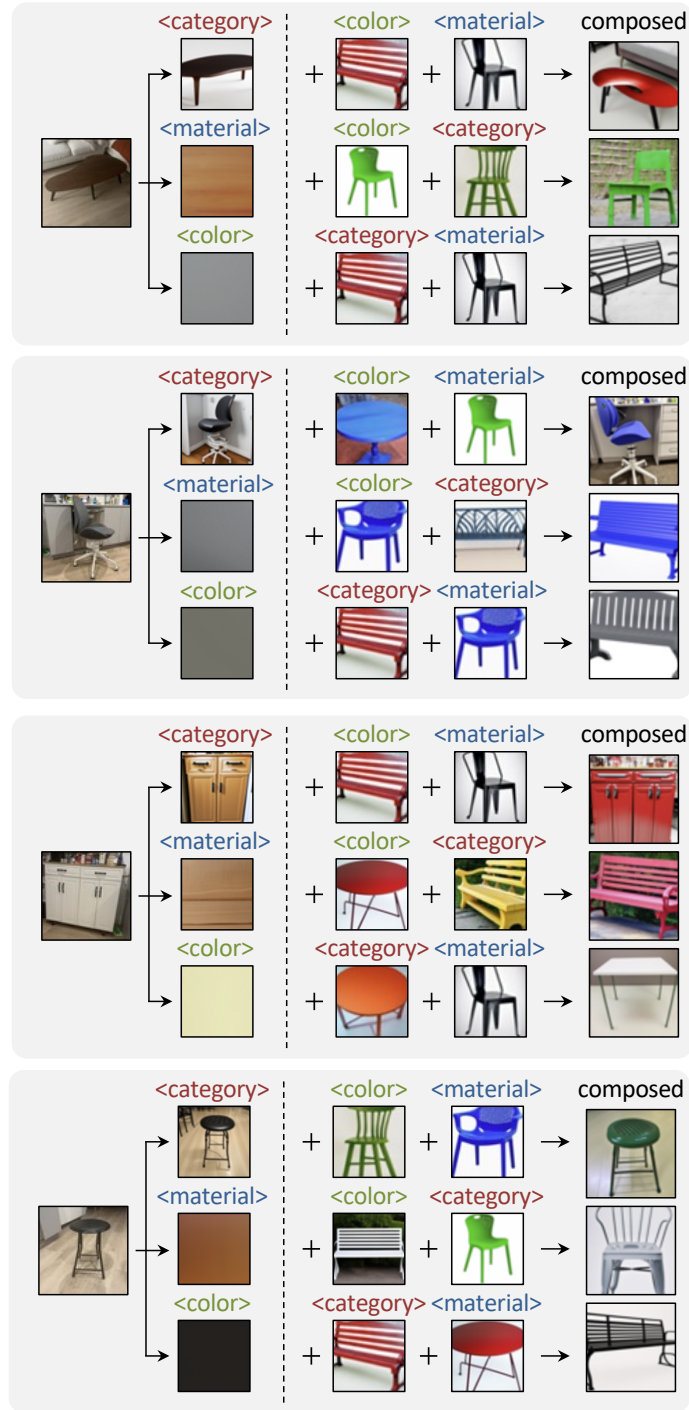 <category> <color> <material> composed
+ + →
<material> <color> <category>
+ + →
<color> <category> <material>
+ + →
<category> <color> <material> composed
+ + →
<material> <color> <category>
+ + →
<color> <category> <material>
+ + →
<category> <color> <material> composed
+ + →
<material> <color> <category>
+ + →
<color> <category> <material>
+ + →
<category> <color> <material> composed
+ + →
<material> <color> <category>
+ + →
<color> <category> <material>
+ + →